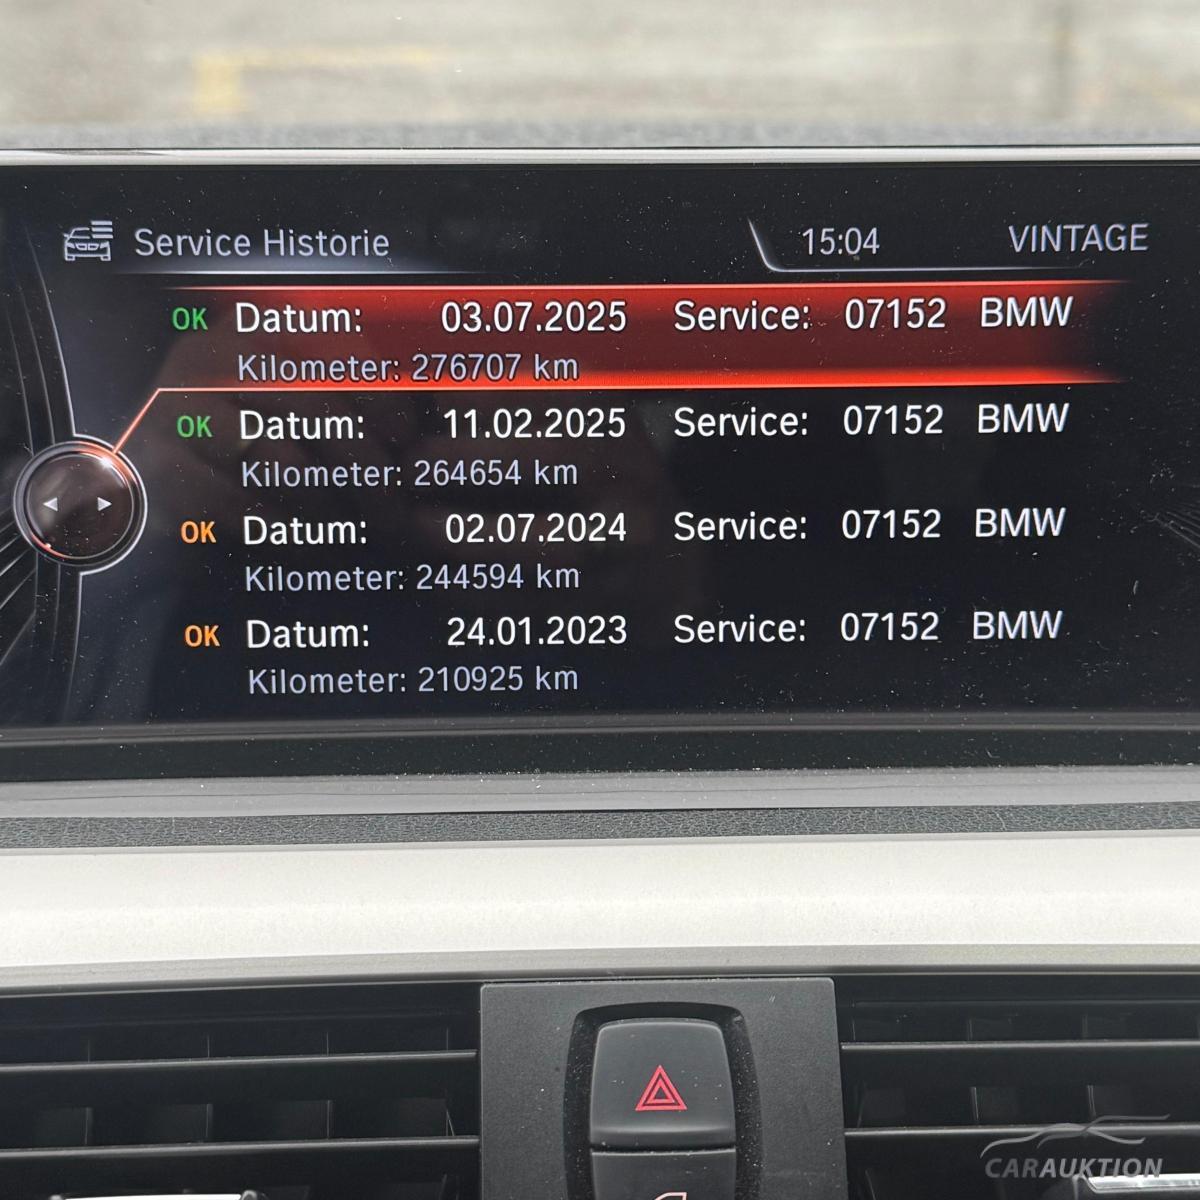 Service Historie 15:04 VINTAGE
OK Datum: 03.07.2025 Service: 07152 BMW
Kilometer: 276707 km
OK Datum: 11.02.2025 Service: 07152 BMW
Kilometer: 264654 km
OK Datum: 02.07.2024 Service: 07152 BMW
Kilometer: 244594 km
OK Datum: 24.01.2023 Service: 07152 BMW
Kilometer: 210925 km
CARAUKTION